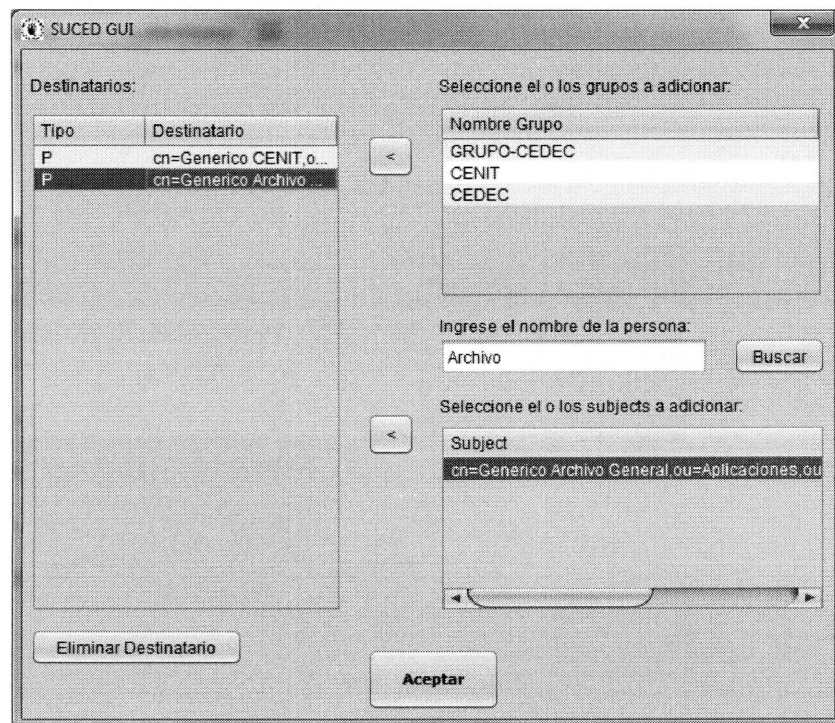 SUCED GUI
Destinatarios:
Tipo Destinatario
P cn=Generico CENIT,o...
P cn=Generico Archivo ...
<
Seleccione el o los grupos a adicionar:
Nombre Grupo
GRUPO-CEDEC
CENIT
CEDEC
Ingrese el nombre de la persona:
Archivo Buscar
Seleccione el o los subjects a adicionar:
<
Subject
cn=Generico Archivo General,ou=Aplicaciones,ou
Eliminar Destinatario
Aceptar